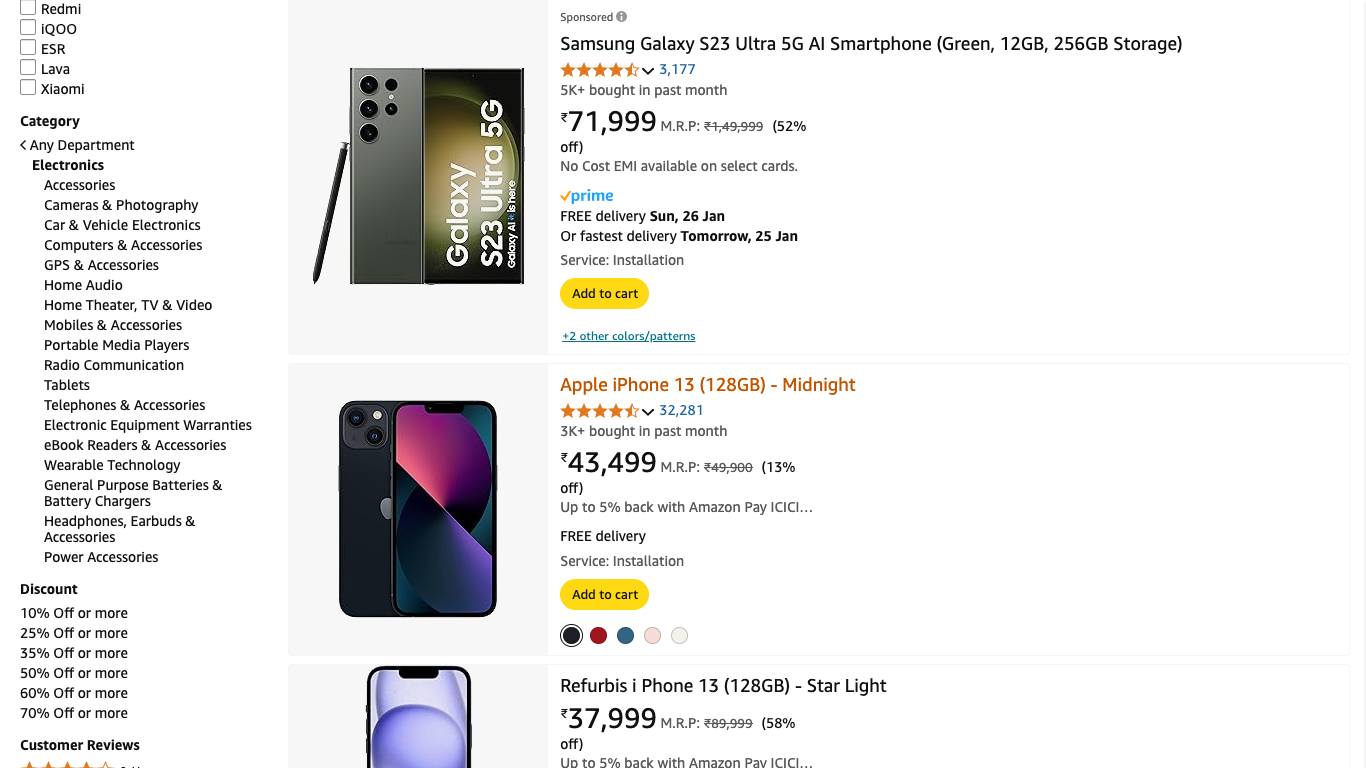 Redmi
iQOO
ESR
Lava
Xiaomi
Category
Any Department
Electronics
Accessories
Cameras & Photography
Car & Vehicle Electronics
Computers & Accessories
GPS & Accessories
Home Audio
Home Theater, TV & Video
Mobiles & Accessories
Portable Media Players
Radio Communication
Tablets
Telephones & Accessories
Electronic Equipment Warranties
eBook Readers & Accessories
Wearable Technology
General Purpose Batteries &
Battery Chargers
Headphones, Earbuds &
Accessories
Power Accessories
Discount
10% Off or more
25% Off or more
35% Off or more
50% Off or more
60% Off or more
70% Off or more
Customer Reviews
Galaxy
S23 Ultra 5G
Galaxy AI is here
Sponsored
Samsung Galaxy S23 Ultra 5G AI Smartphone (Green, 12GB, 256GB Storage)
3,177
5K+ bought in past month
₹71,999 M.R.P: ₹1,49,999 (52%
off)
No Cost EMI available on select cards.
prime
FREE delivery Sun, 26 Jan
Or fastest delivery Tomorrow, 25 Jan
Service: Installation
Add to cart
+2 other colors/patterns
Apple iPhone 13 (128GB) - Midnight
32,281
3K+ bought in past month
₹43,499 M.R.P: ₹49,900 (13%
off)
Up to 5% back with Amazon Pay ICICI…
FREE delivery
Service: Installation
Add to cart
Refurbis i Phone 13 (128GB) - Star Light
₹37,999 M.R.P: ₹89,999 (58%
off)
Up to 5% back with Amazon Pay ICICI…